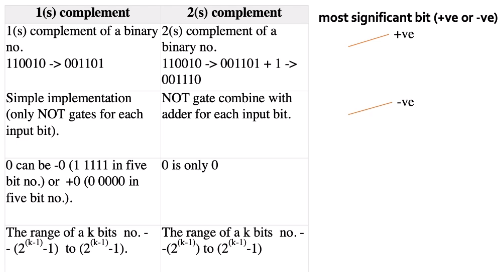 1(s) complement
2(s) complement
1(s) complement of a binary
no.
110010 -> 001101
2(s) complement of a
binary no.
110010 -> 001101 + 1 ->
001110
Simple implementation
(only NOT gates for each
input bit).
NOT gate combine with
adder for each input bit.
0 can be -0 (1 1111 in five
bit no.) or +0 (0 0000 in
five bit no.).
0 is only 0
The range of a k bits no. -
- (2^(k-1)-1) to (2^(k-1)-1).
The range of a k bits no. -
-(2^(k-1)) to (2^(k-1)-1)
most significant bit (+ve or -ve)
+ve
-ve